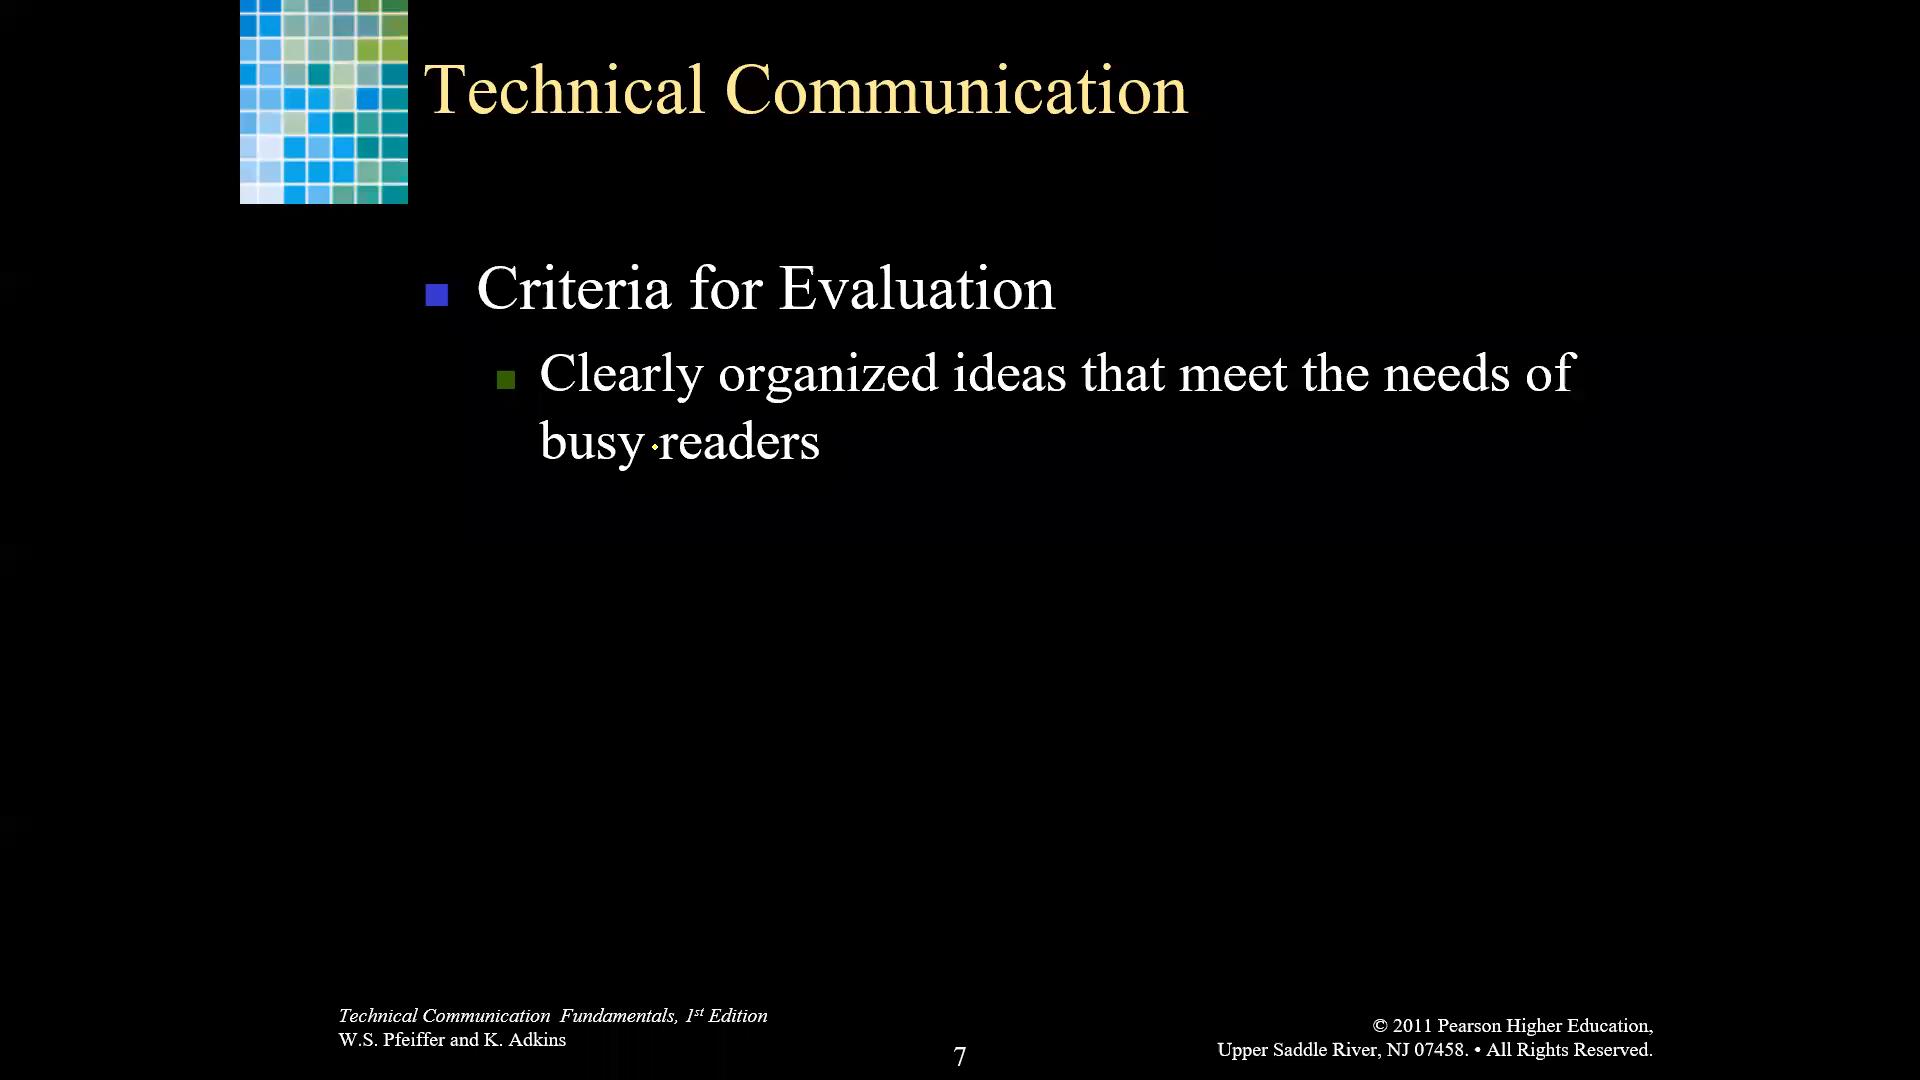 Technical Communication
Criteria for Evaluation
Clearly organized ideas that meet the needs of
busy readers
Technical Communication Fundamentals, 1st Edition
W.S. Pfeiffer and K. Adkins
7
© 2011 Pearson Higher Education,
Upper Saddle River, NJ 07458. • All Rights Reserved.